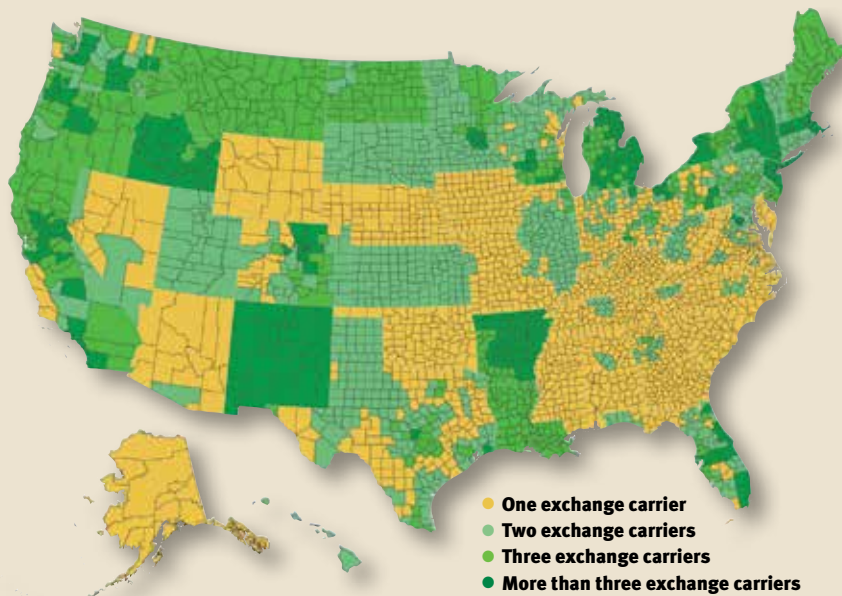 One exchange carrier
Two exchange carriers
Three exchange carriers
More than three exchange carriers